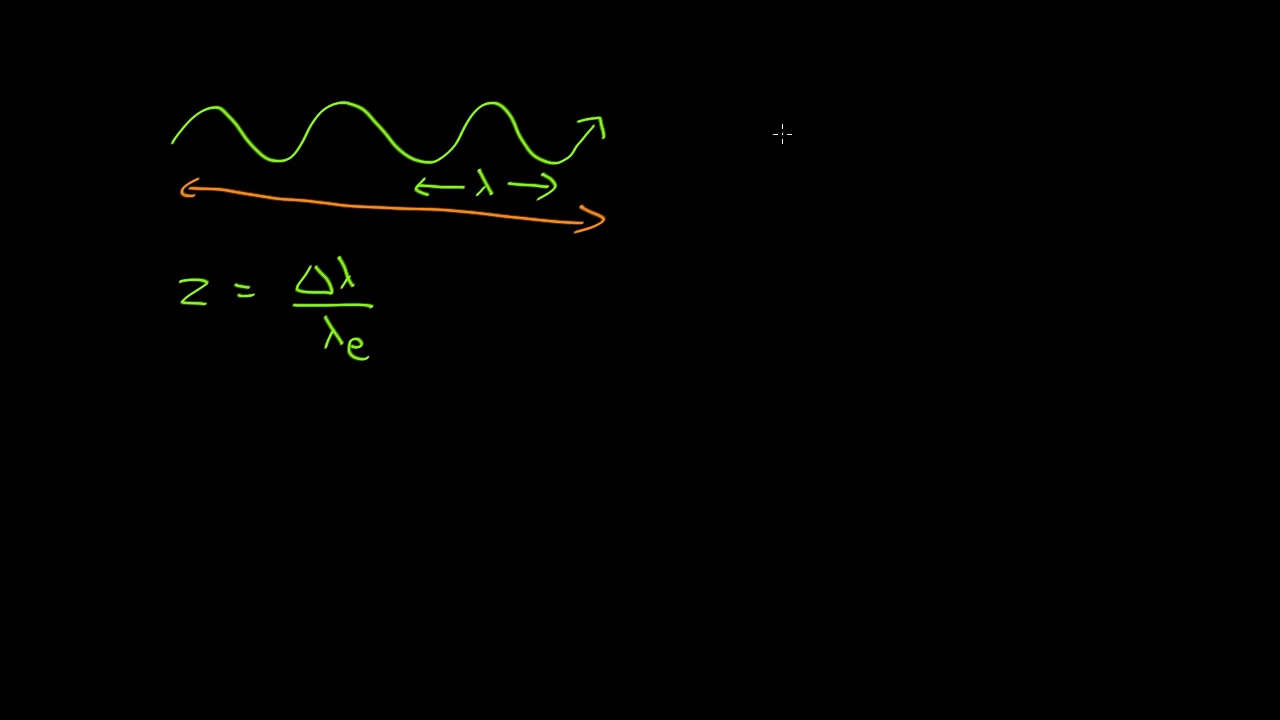 λ
z = Δλ / λe